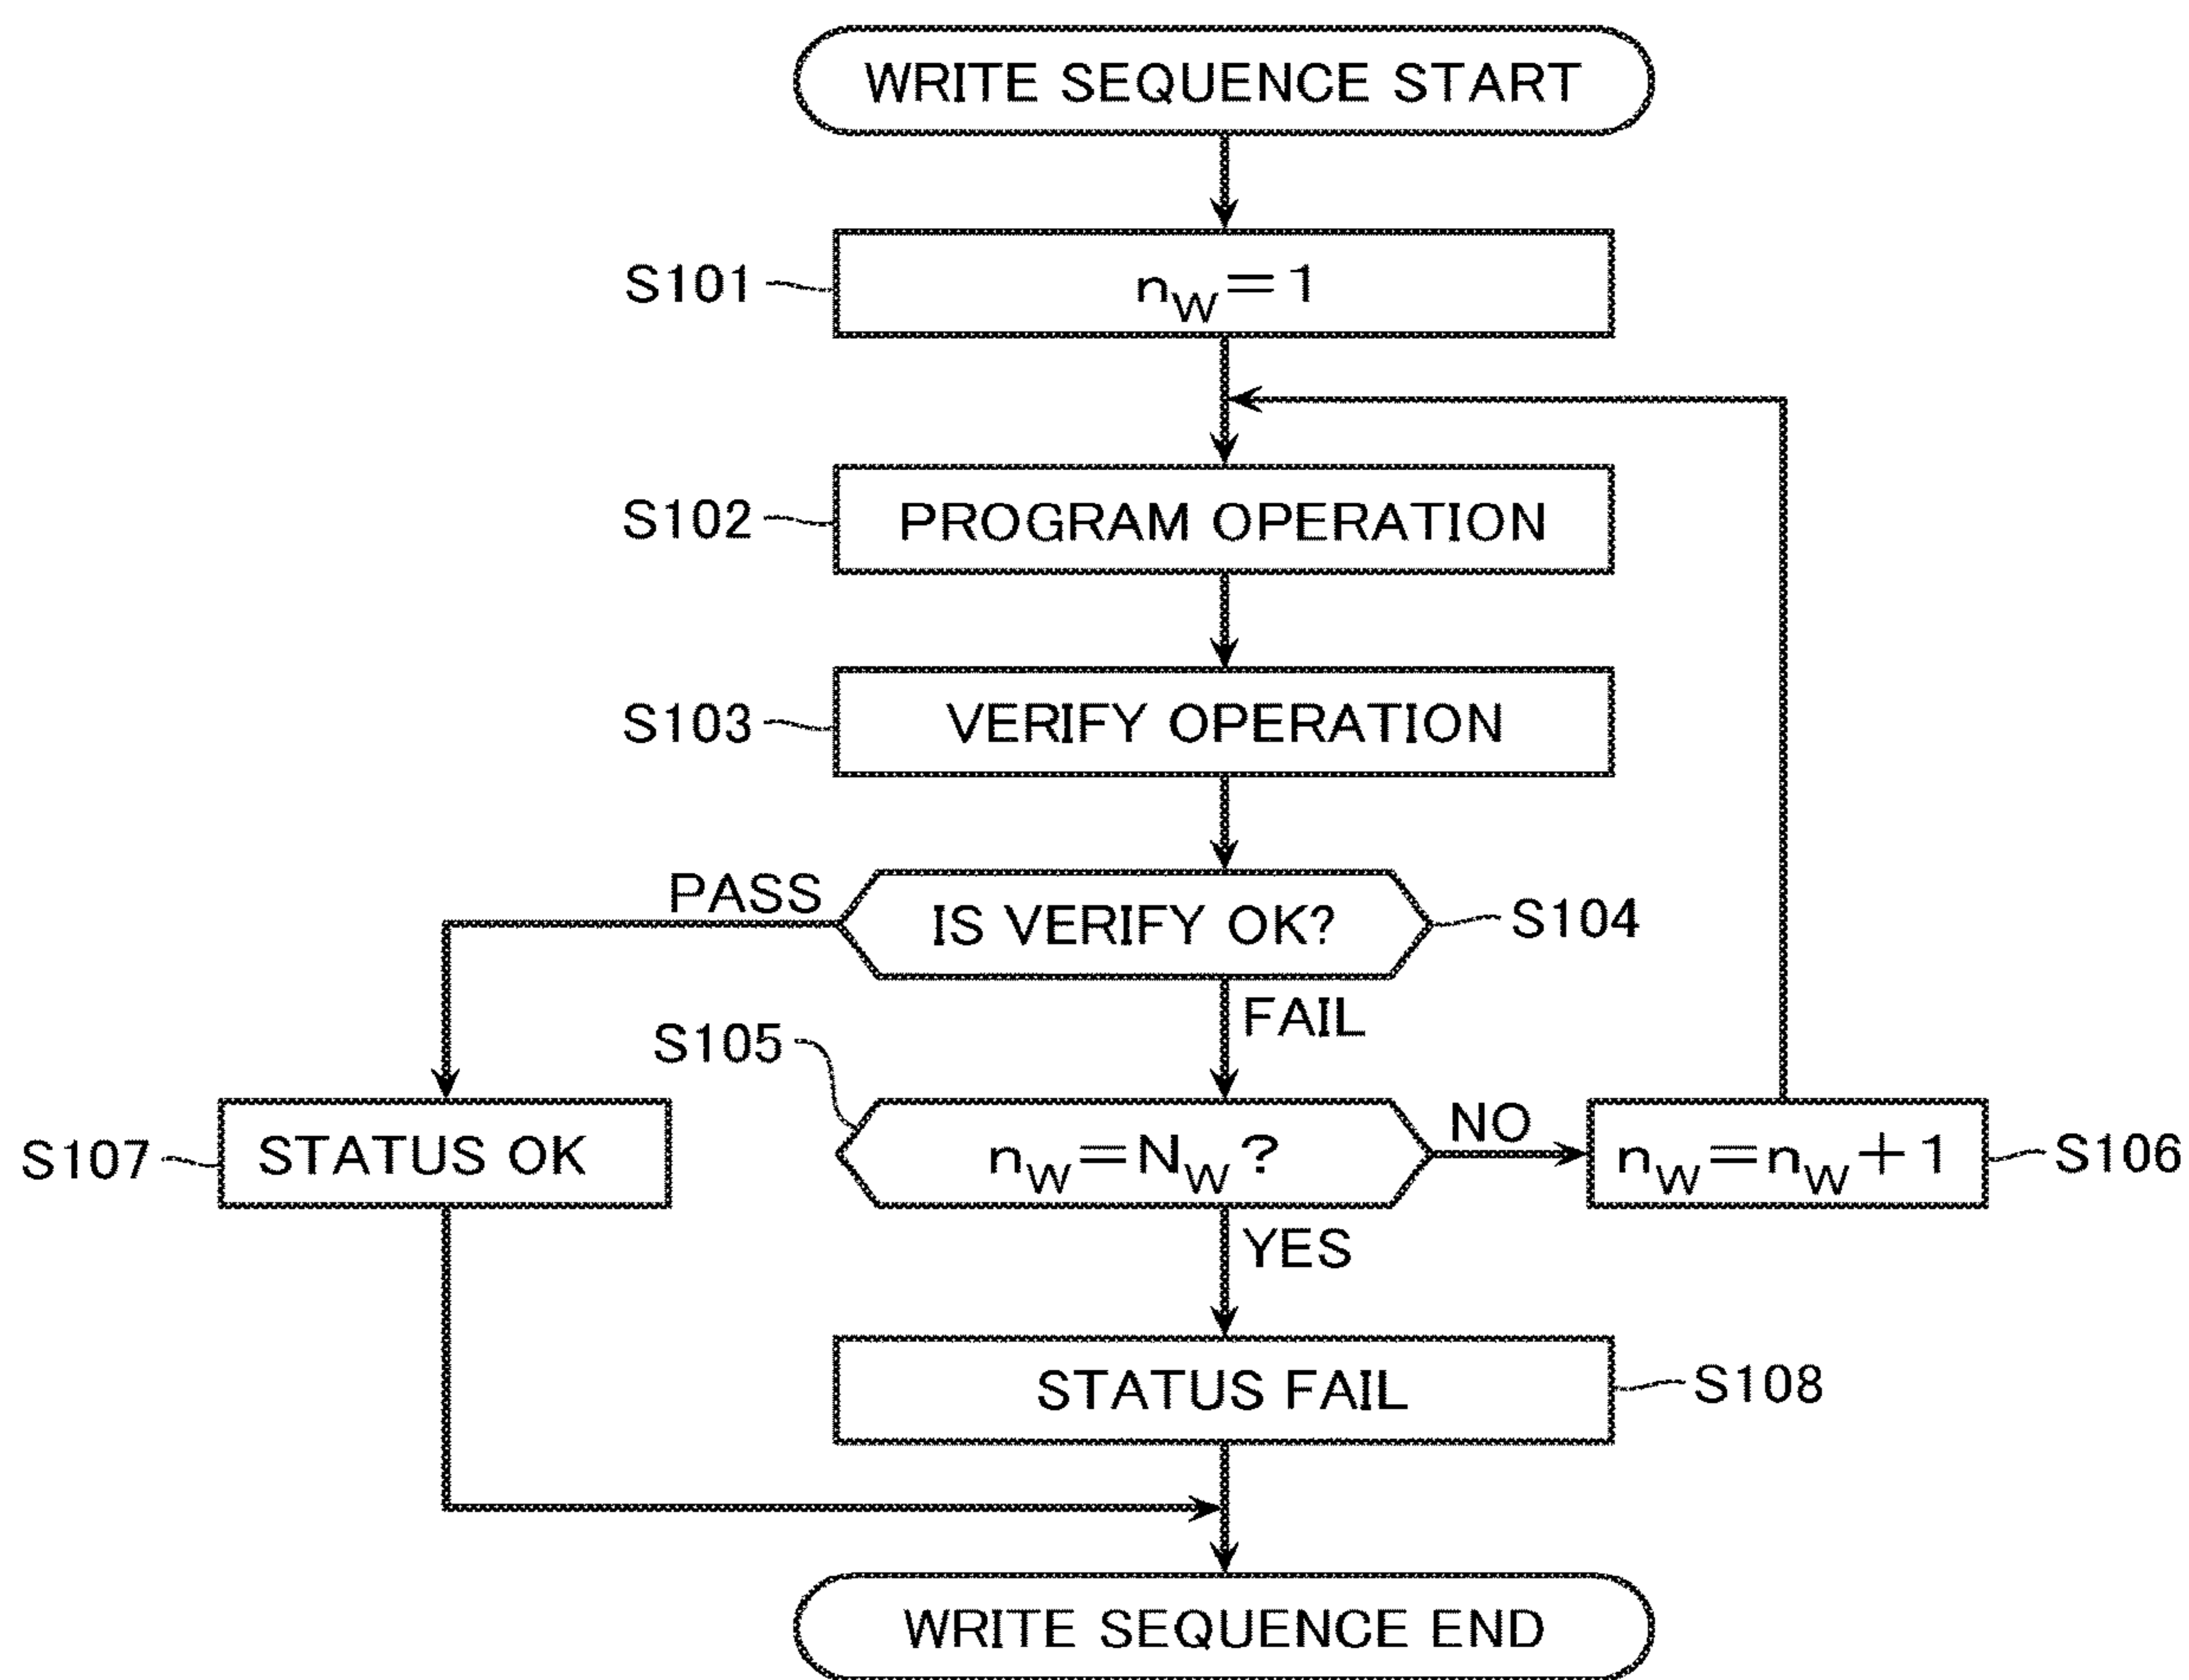 WRITE SEQUENCE START
S101
nW=1
S102
PROGRAM OPERATION
S103
VERIFY OPERATION
PASS
IS VERIFY OK?
S104
FAIL
S105
S107
STATUS OK
nW=NW?
NO
nW=nW+1
S106
YES
STATUS FAIL
S108
WRITE SEQUENCE END